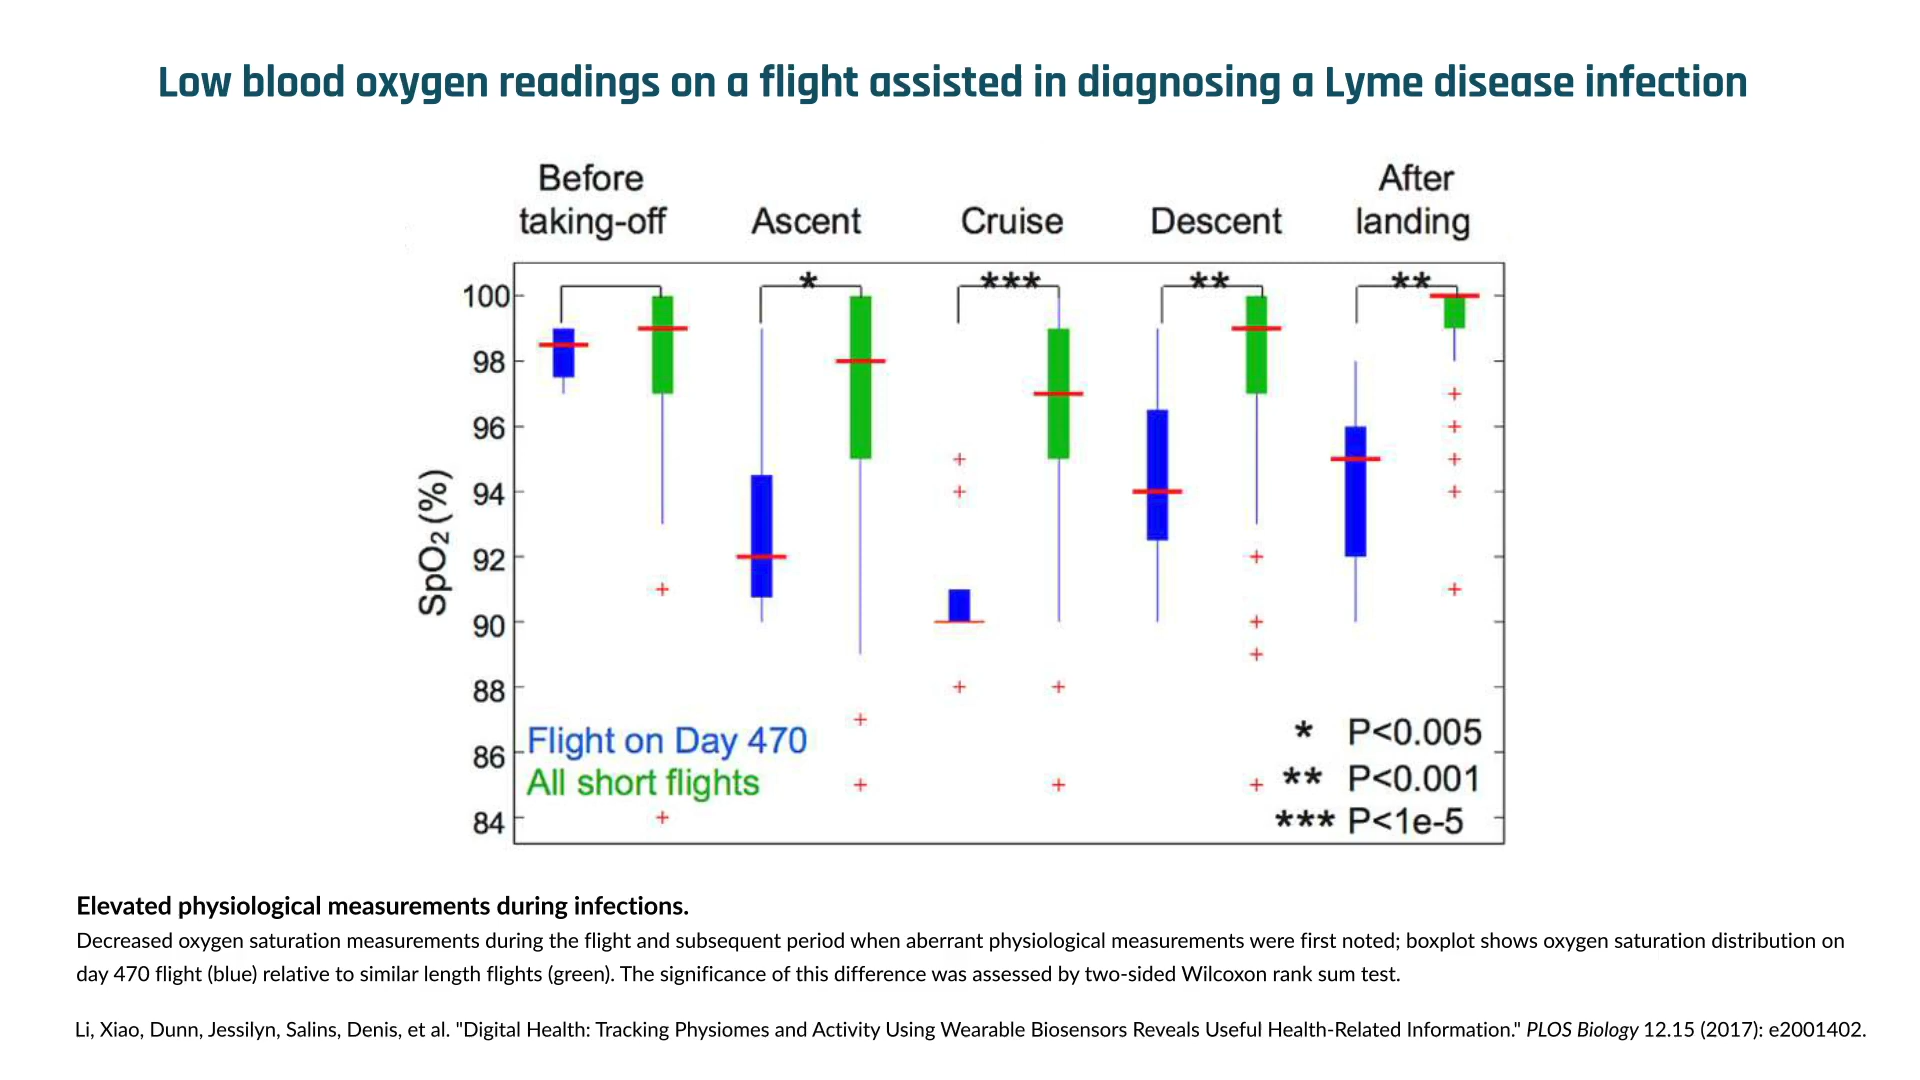 Low blood oxygen readings on a flight assisted in diagnosing a Lyme disease infection
Before
taking-off
Ascent
Cruise
Descent
After
landing
* *** ** **
100
98
96
94
92
90
88
86
84
SpO2 (%)
Flight on Day 470
All short flights
* P<0.005
** P<0.001
*** P<1e-5
Elevated physiological measurements during infections.
Decreased oxygen saturation measurements during the flight and subsequent period when aberrant physiological measurements were first noted; boxplot shows oxygen saturation distribution on
day 470 flight (blue) relative to similar length flights (green). The significance of this difference was assessed by two-sided Wilcoxon rank sum test.
Li, Xiao, Dunn, Jessilyn, Salins, Denis, et al. "Digital Health: Tracking Physiomes and Activity Using Wearable Biosensors Reveals Useful Health-Related Information." PLOS Biology 12.15 (2017): e2001402.